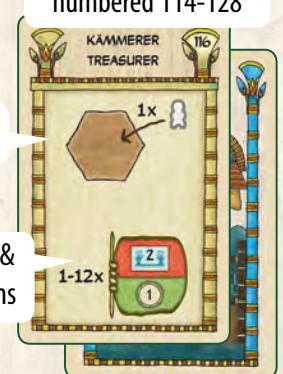 numbered 114-128
KÄMMERER 116
TREASURER
1x
&
1-12x
2
ns
1